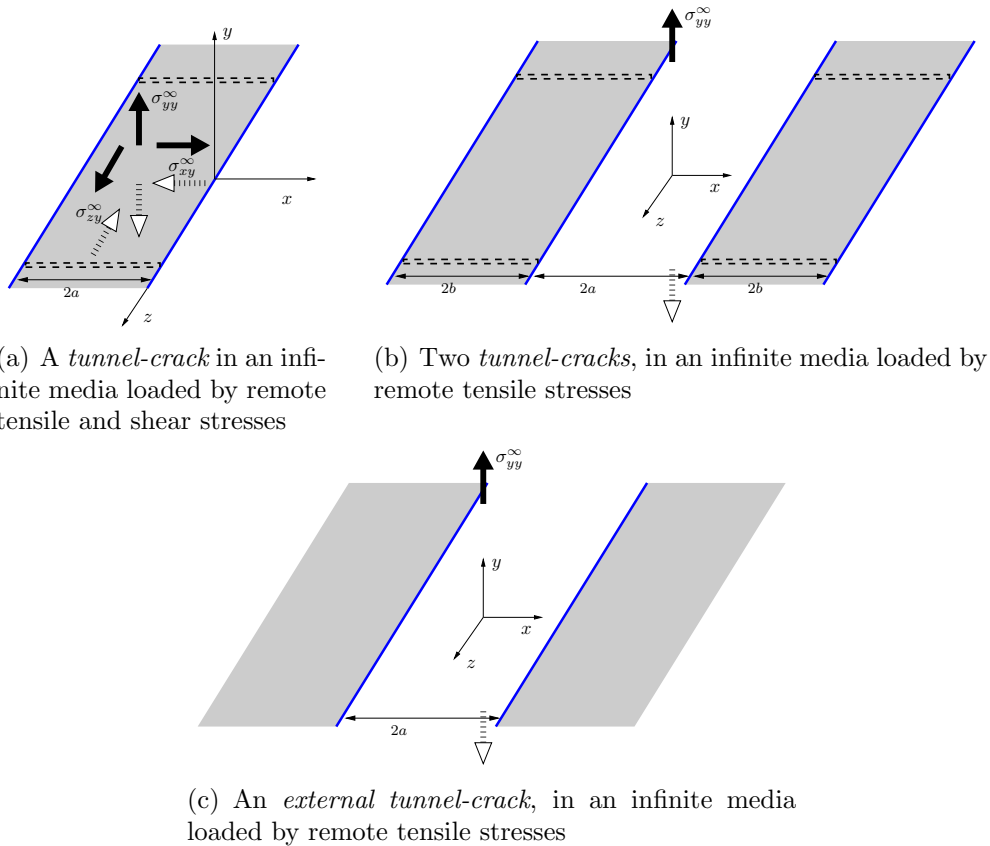 y
σ∞yy
σ∞xy
x
σ∞zy
2a
z
(a) A tunnel-crack in an infi-
nite media loaded by remote
tensile and shear stresses
σ∞yy
y
x
z
2b
2a
2b
(b) Two tunnel-cracks, in an infinite media loaded by
remote tensile stresses
σ∞yy
y
x
z
2a
(c) An external tunnel-crack, in an infinite media
loaded by remote tensile stresses